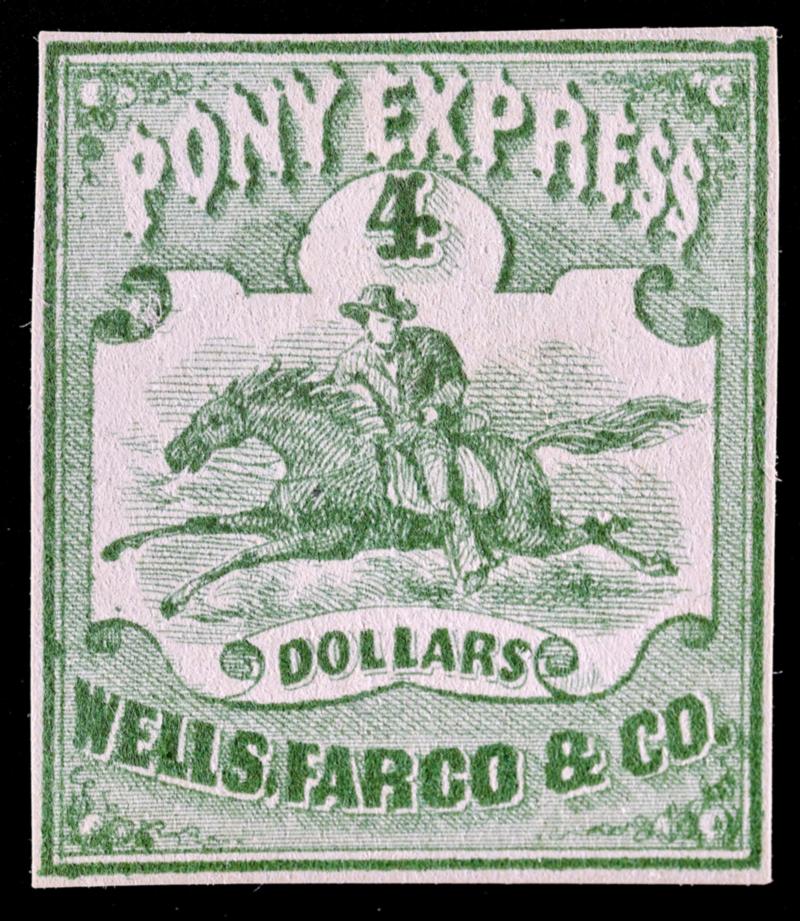 PONY EXPRESS
4
DOLLARS
WELLS, FARGO & CO.